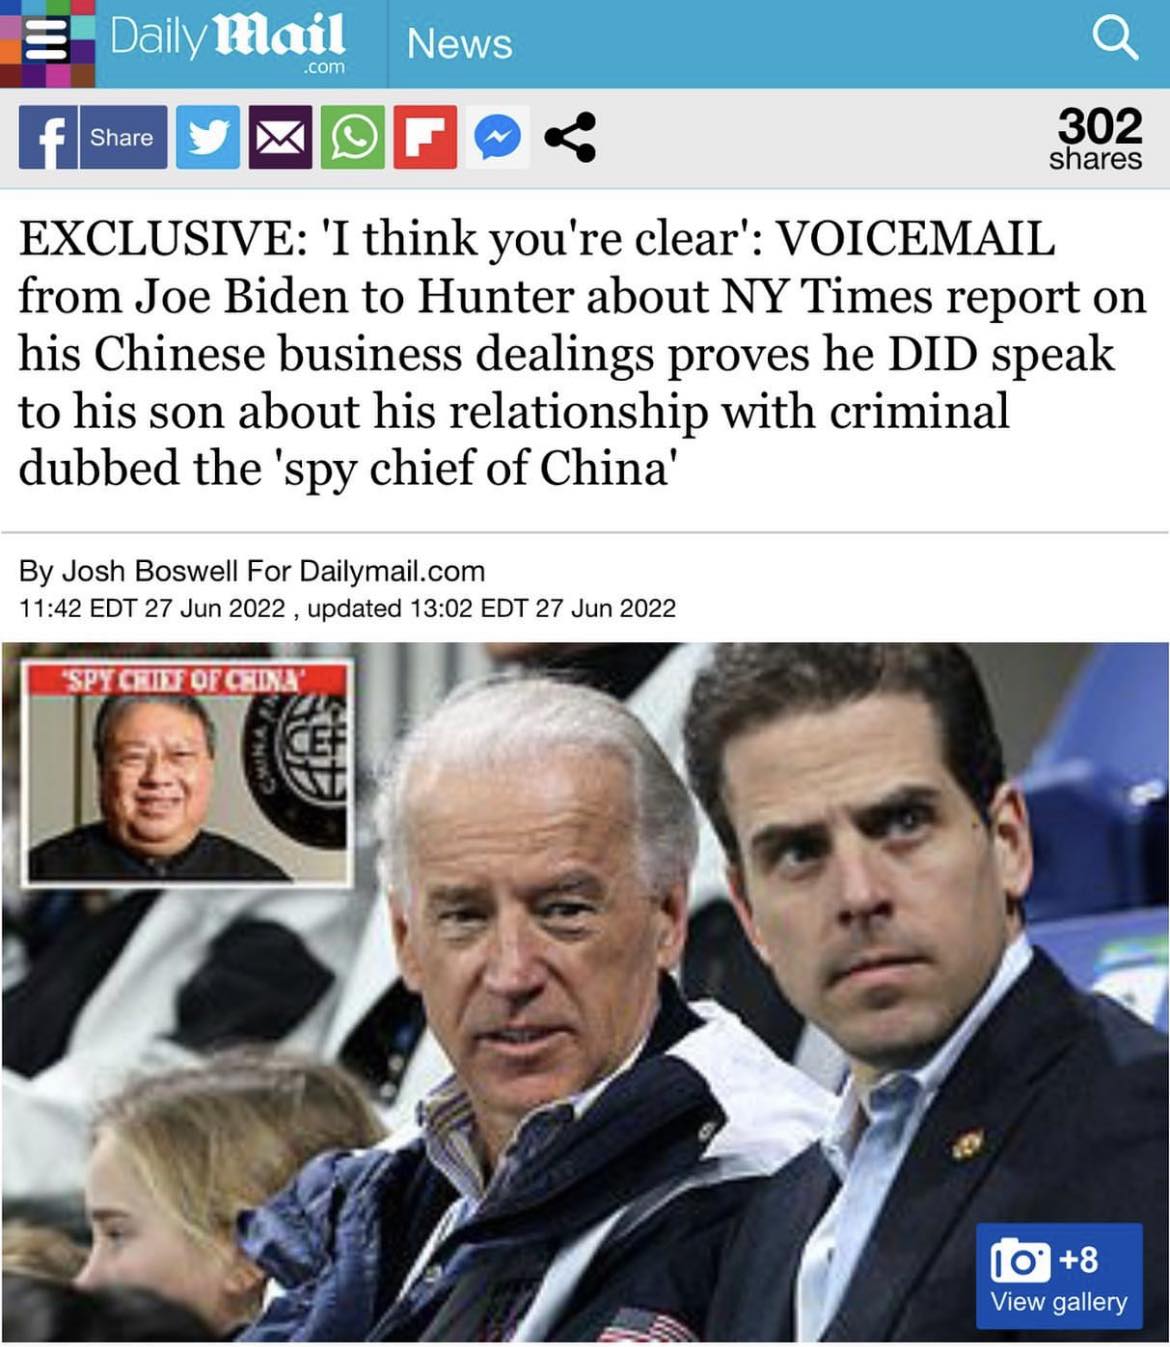 Daily Mail
.com
News
Share
302
shares
EXCLUSIVE: 'I think you're clear': VOICEMAIL
from Joe Biden to Hunter about NY Times report on
his Chinese business dealings proves he DID speak
to his son about his relationship with criminal
dubbed the 'spy chief of China'
By Josh Boswell For Dailymail.com
11:42 EDT 27 Jun 2022 , updated 13:02 EDT 27 Jun 2022
'SPY CHIEF OF CHINA'
CHINA
CEF
+8
View gallery